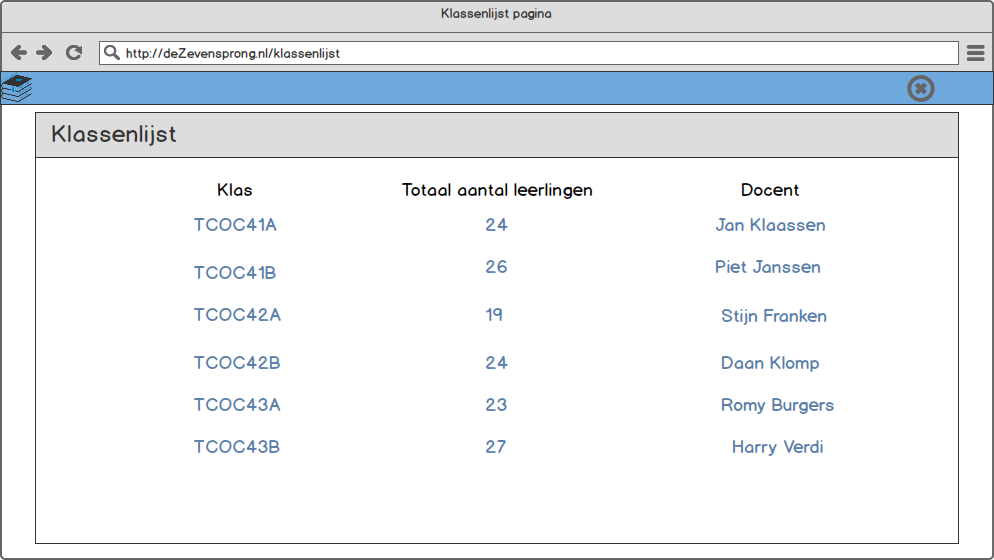 Klassenlijst pagina
http://deZevensprong.nl/klassenlijst
Klassenlijst
Klas Totaal aantal leerlingen Docent
TCOC41A 24 Jan Klaassen
TCOC41B 26 Piet Janssen
TCOC42A 19 Stijn Franken
TCOC42B 24 Daan Klomp
TCOC43A 23 Romy Burgers
TCOC43B 27 Harry Verdi